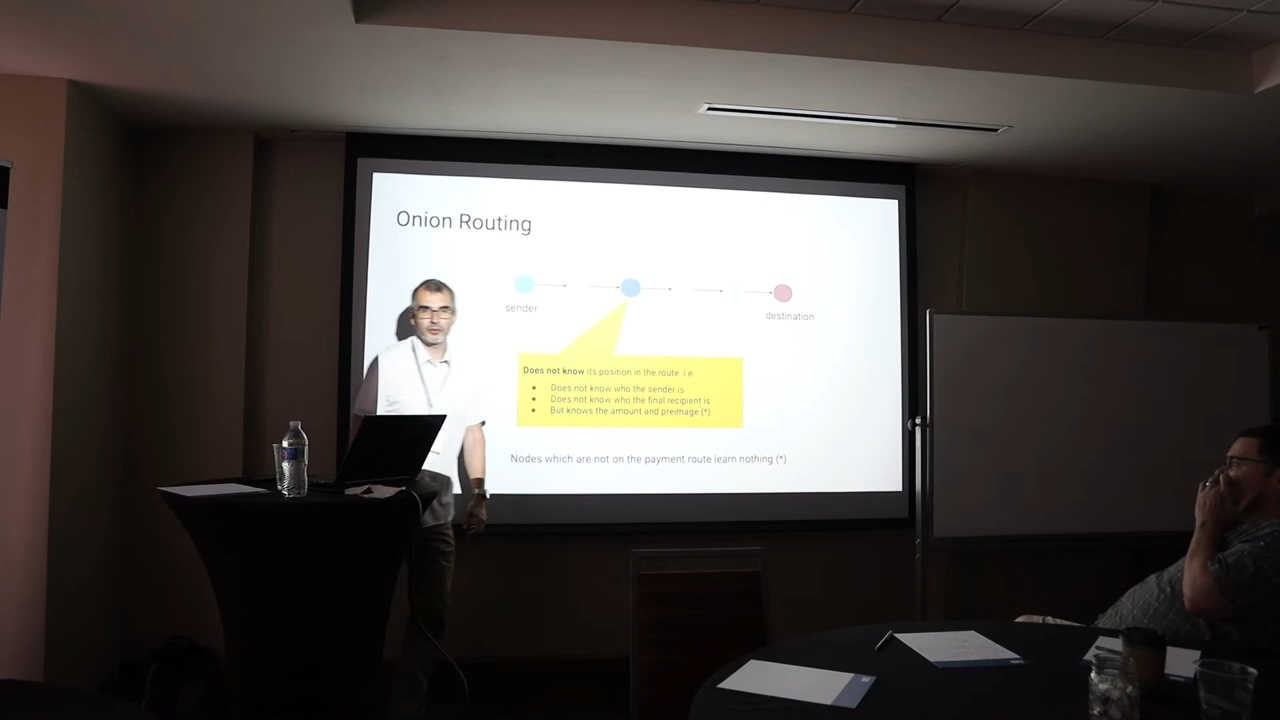 Onion Routing
sender
destination
Does not know its position in the route .i.e
Does not know who the sender is
Does not know who the final recipient is
But knows the amount and preimage (*)
Nodes which are not on the payment route learn nothing (*)